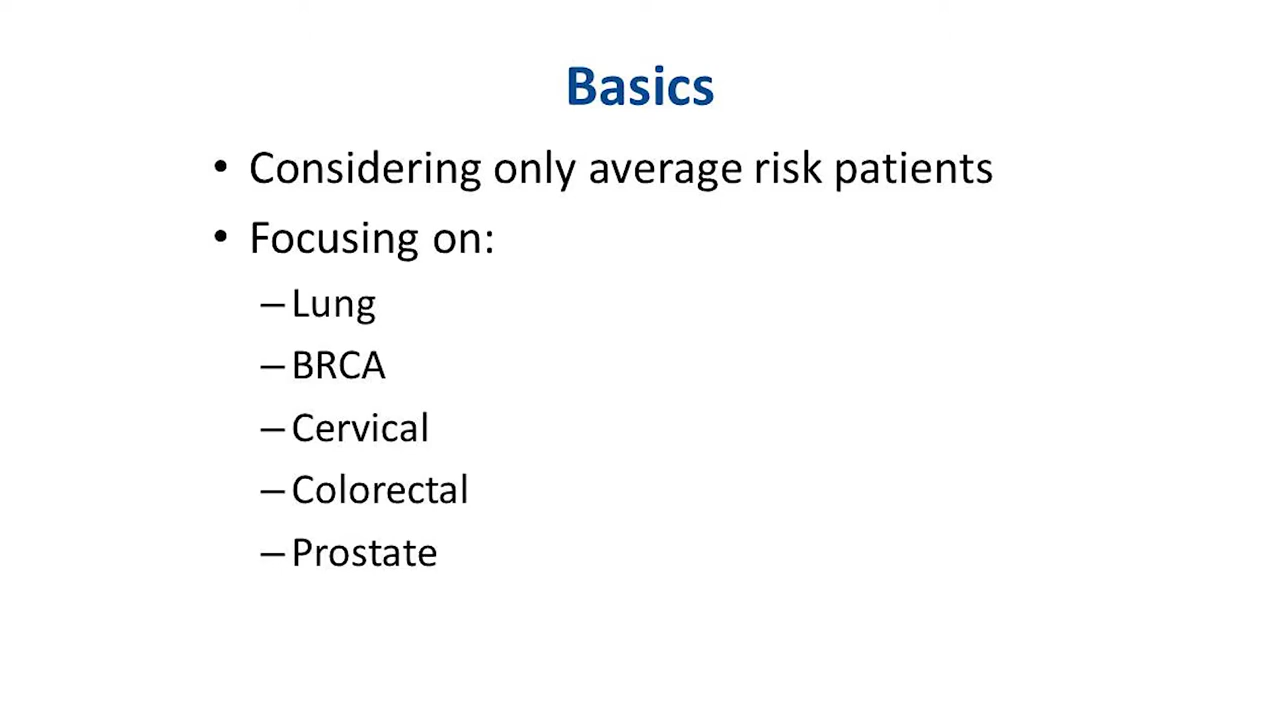 Basics
• Considering only average risk patients
• Focusing on:
– Lung
– BRCA
– Cervical
– Colorectal
– Prostate